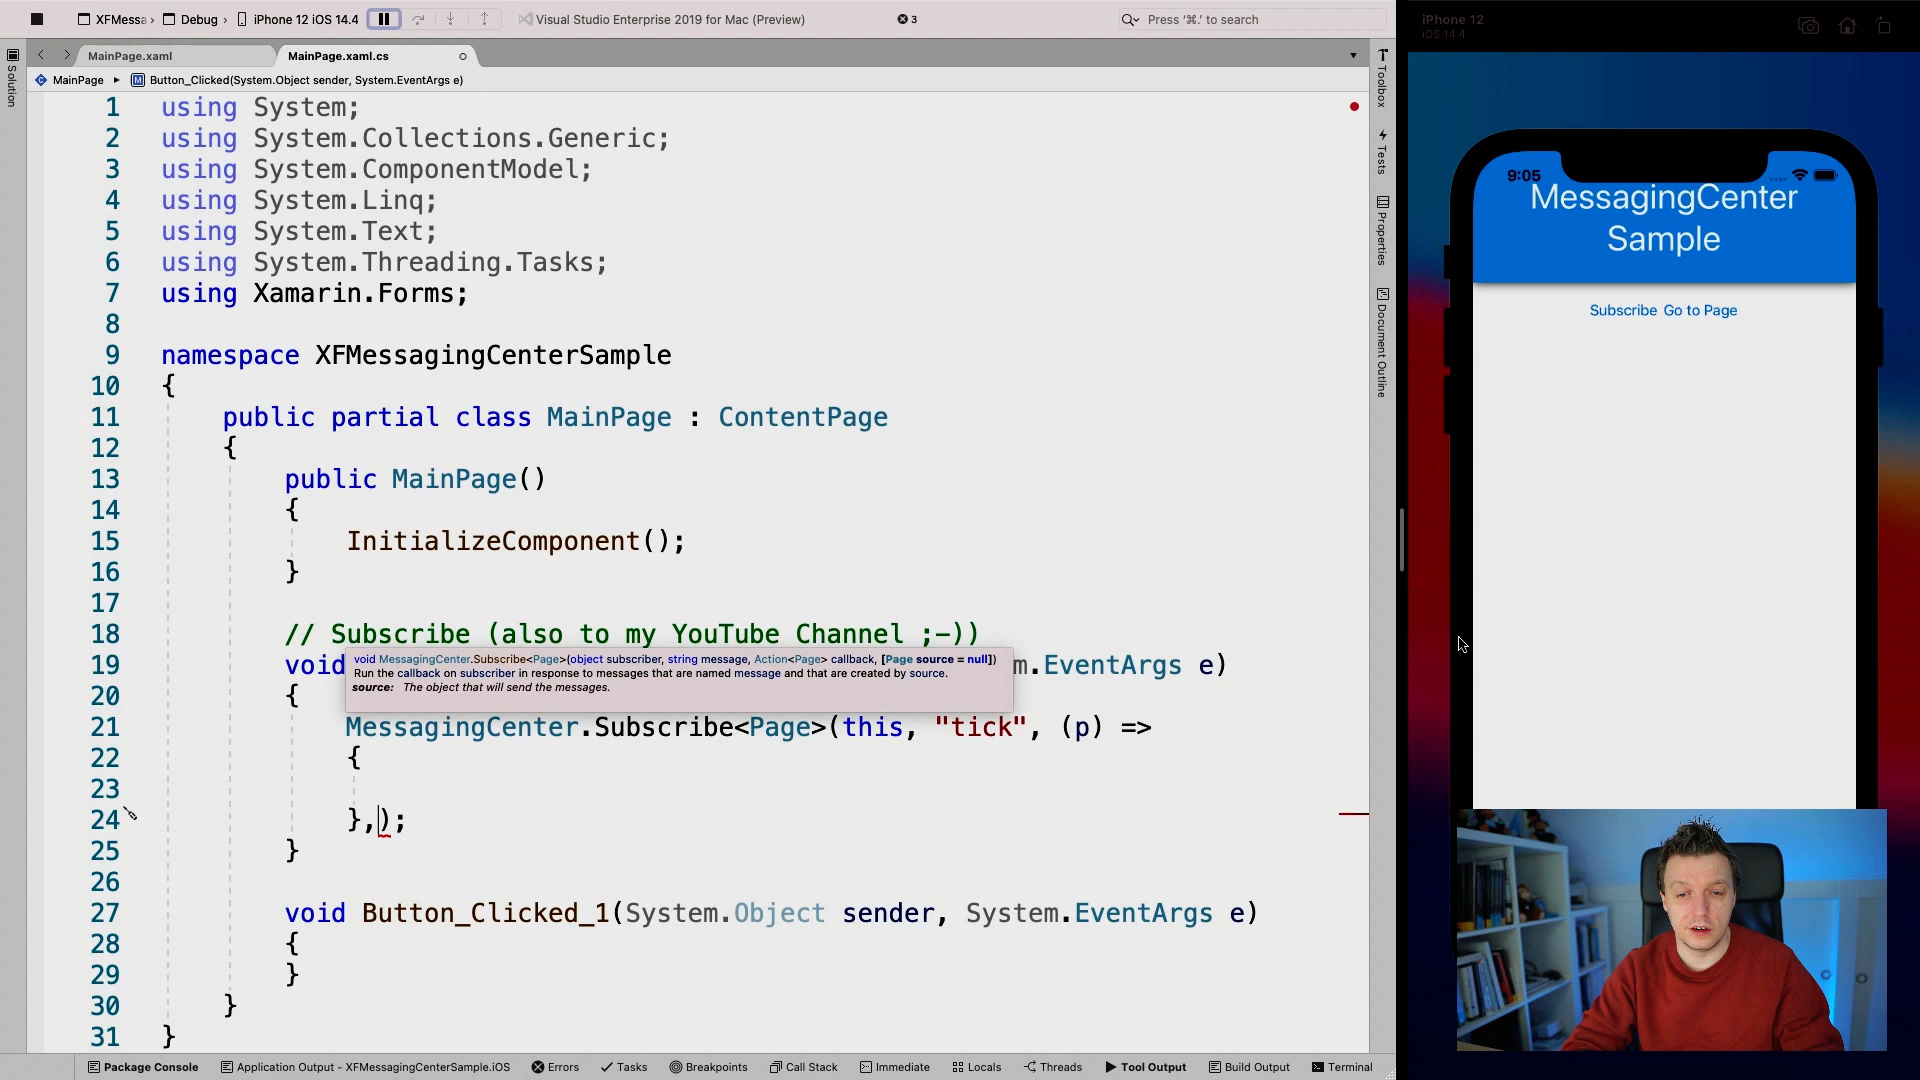 XFMessa › Debug › iPhone 12 iOS 14.4
Visual Studio Enterprise 2019 for Mac (Preview)
3
Press '⌘.' to search
MainPage.xaml
MainPage.xaml.cs
MainPage ▸ M Button_Clicked(System.Object sender, System.EventArgs e)
Solution
1 using System;
2 using System.Collections.Generic;
3 using System.ComponentModel;
4 using System.Linq;
5 using System.Text;
6 using System.Threading.Tasks;
7 using Xamarin.Forms;
8
9 namespace XFMessagingCenterSample
10 {
11 public partial class MainPage : ContentPage
12 {
13 public MainPage()
14 {
15 InitializeComponent();
16 }
17
18 // Subscribe (also to my YouTube Channel ;-))
19 void m.EventArgs e)
void MessagingCenter.Subscribe<Page>(object subscriber, string message, Action<Page> callback, [Page source = null])
Run the callback on subscriber in response to messages that are named message and that are created by source.
source: The object that will send the messages.
20 {
21 MessagingCenter.Subscribe<Page>(this, "tick", (p) =>
22 {
23
24 },);
25 }
26
27 void Button_Clicked_1(System.Object sender, System.EventArgs e)
28 {
29 }
30 }
31 }
Toolbox
Tests
Properties
Document Outline
Package Console
Application Output - XFMessagingCenterSample.iOS
Errors
Tasks
Breakpoints
Call Stack
Immediate
Locals
Threads
Tool Output
Build Output
Terminal
iPhone 12
iOS 14.4
9:05
MessagingCenter
Sample
Subscribe Go to Page